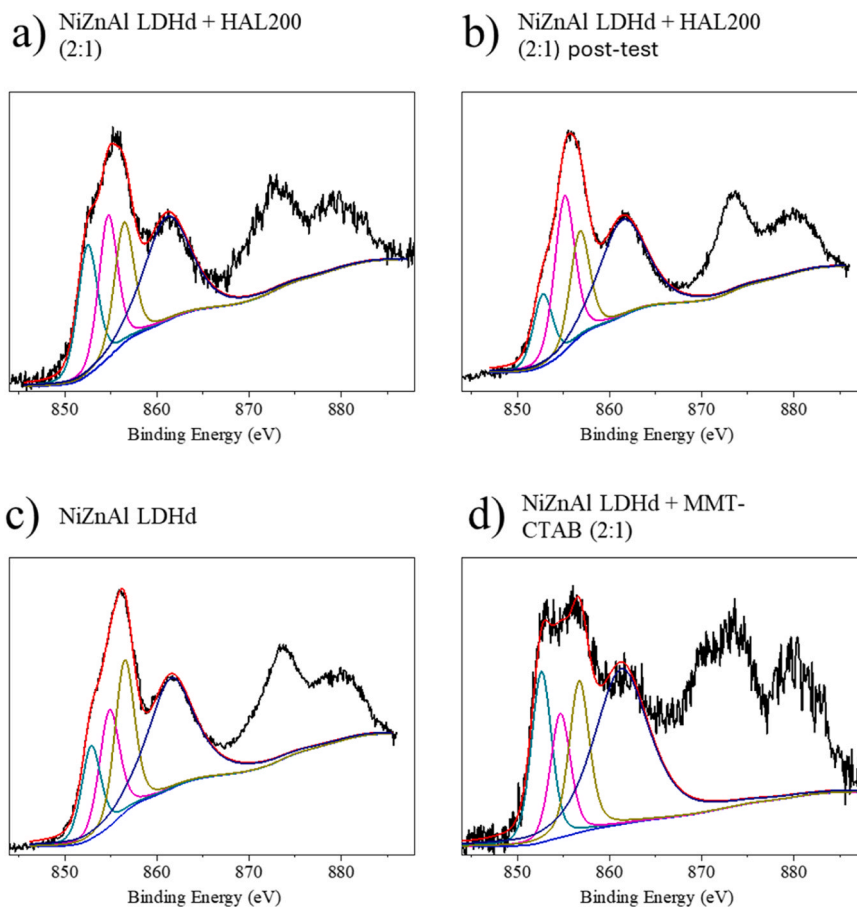 a) NiZnAl LDHd + HAL200
(2:1)
850 860 870 880
Binding Energy (eV)
b) NiZnAl LDHd + HAL200
(2:1) post-test
850 860 870 880
Binding Energy (eV)
c) NiZnAl LDHd
850 860 870 880
Binding Energy (eV)
d) NiZnAl LDHd + MMT-
CTAB (2:1)
850 860 870 880
Binding Energy (eV)